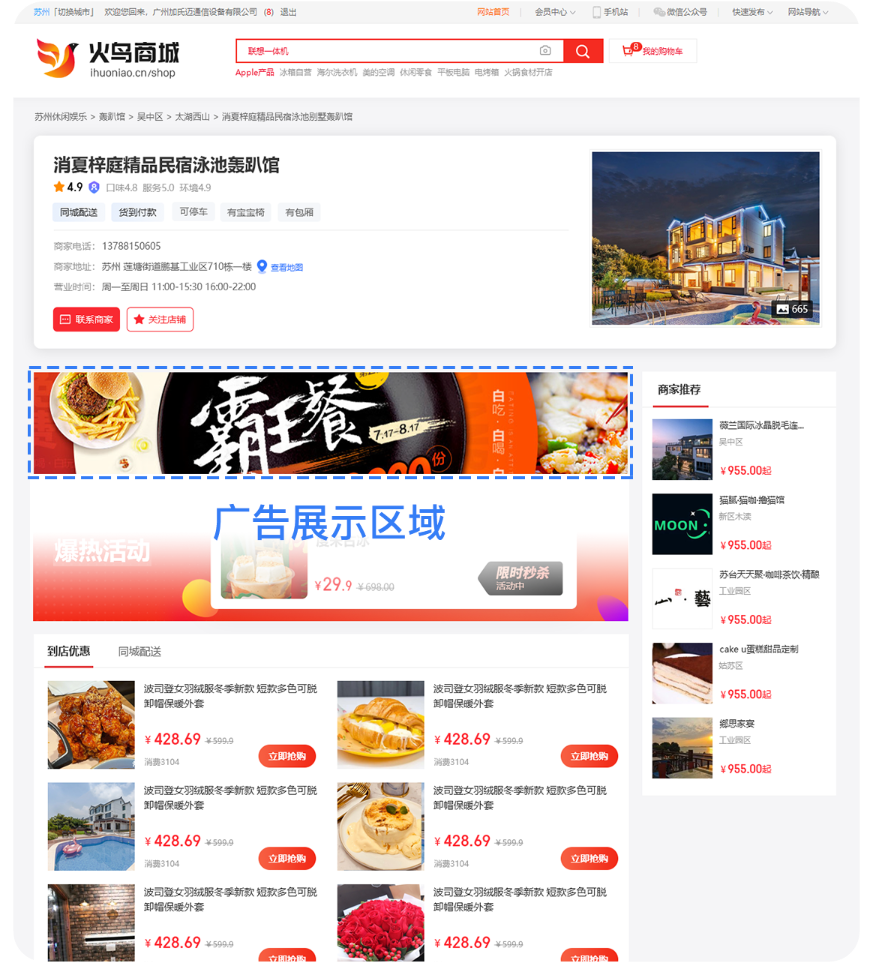 苏州「切换城市」 欢迎您回来，广州加氏迈通信设备有限公司 (8) 退出 网站首页 会员中心 手机站 微信公众号 快速发布 网站导航
火鸟商城
ihuoniao.cn/shop
联想一体机
8 我的购物车
Apple产品 冰箱自营 海尔洗衣机 美的空调 休闲零食 平板电脑 电烤箱 火锅食材开店
苏州休闲娱乐 > 轰趴馆 > 吴中区 > 太湖西山 > 消夏梓庭精品民宿泳池别墅轰趴馆
消夏梓庭精品民宿泳池轰趴馆
4.9 口味4.8 服务5.0 环境4.9
同城配送 货到付款 可停车 有宝宝椅 有包厢
商家电话： 13788150605
商家地址： 苏州 莲塘街道鹏基工业区710栋一楼 查看地图
营业时间： 周一至周日 11:00-15:30 16:00-22:00
665
联系商家 关注店铺
霸王餐
7.17-8.17
份
白吃·白喝·白
广告展示区域
爆热活动
¥29.9 ¥698.00
限时秒杀
活动中
到店优惠 同城配送
波司登女羽绒服冬季新款 短款多色可脱
卸帽保暖外套
¥428.69 ¥599.9
消费3104
立即抢购
波司登女羽绒服冬季新款 短款多色可脱
卸帽保暖外套
¥428.69 ¥599.9
消费3104
立即抢购
波司登女羽绒服冬季新款 短款多色可脱
卸帽保暖外套
¥428.69 ¥599.9
消费3104
立即抢购
波司登女羽绒服冬季新款 短款多色可脱
卸帽保暖外套
¥428.69 ¥599.9
消费3104
立即抢购
波司登女羽绒服冬季新款 短款多色可脱
卸帽保暖外套
¥428.69 ¥599.9
立即抢购
波司登女羽绒服冬季新款 短款多色可脱
卸帽保暖外套
¥428.69 ¥599.9
立即抢购
商家推荐
薇兰国际冰晶脱毛连...
吴中区
¥955.00起
MOON
猫腻·猫咖·撸猫馆
新区木渎
¥955.00起
藝
苏台天天聚·咖啡茶饮·精酿
工业园区
¥955.00起
cake u蛋糕甜品定制
姑苏区
¥955.00起
鄉思家宴
工业园区
¥955.00起